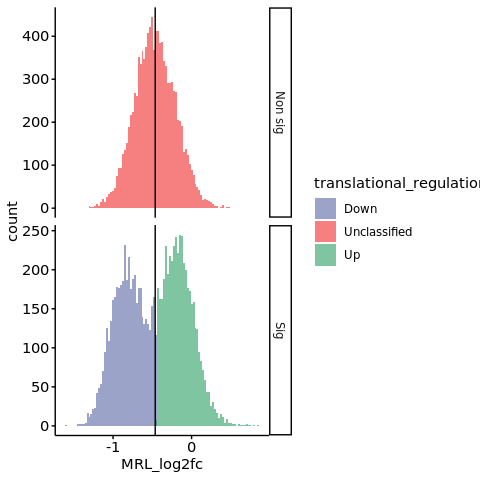 400
300
200
100
0
Non sig
250
200
150
100
50
0
Sig
-1
0
MRL_log2fc
count
translational_regulation
Down
Unclassified
Up